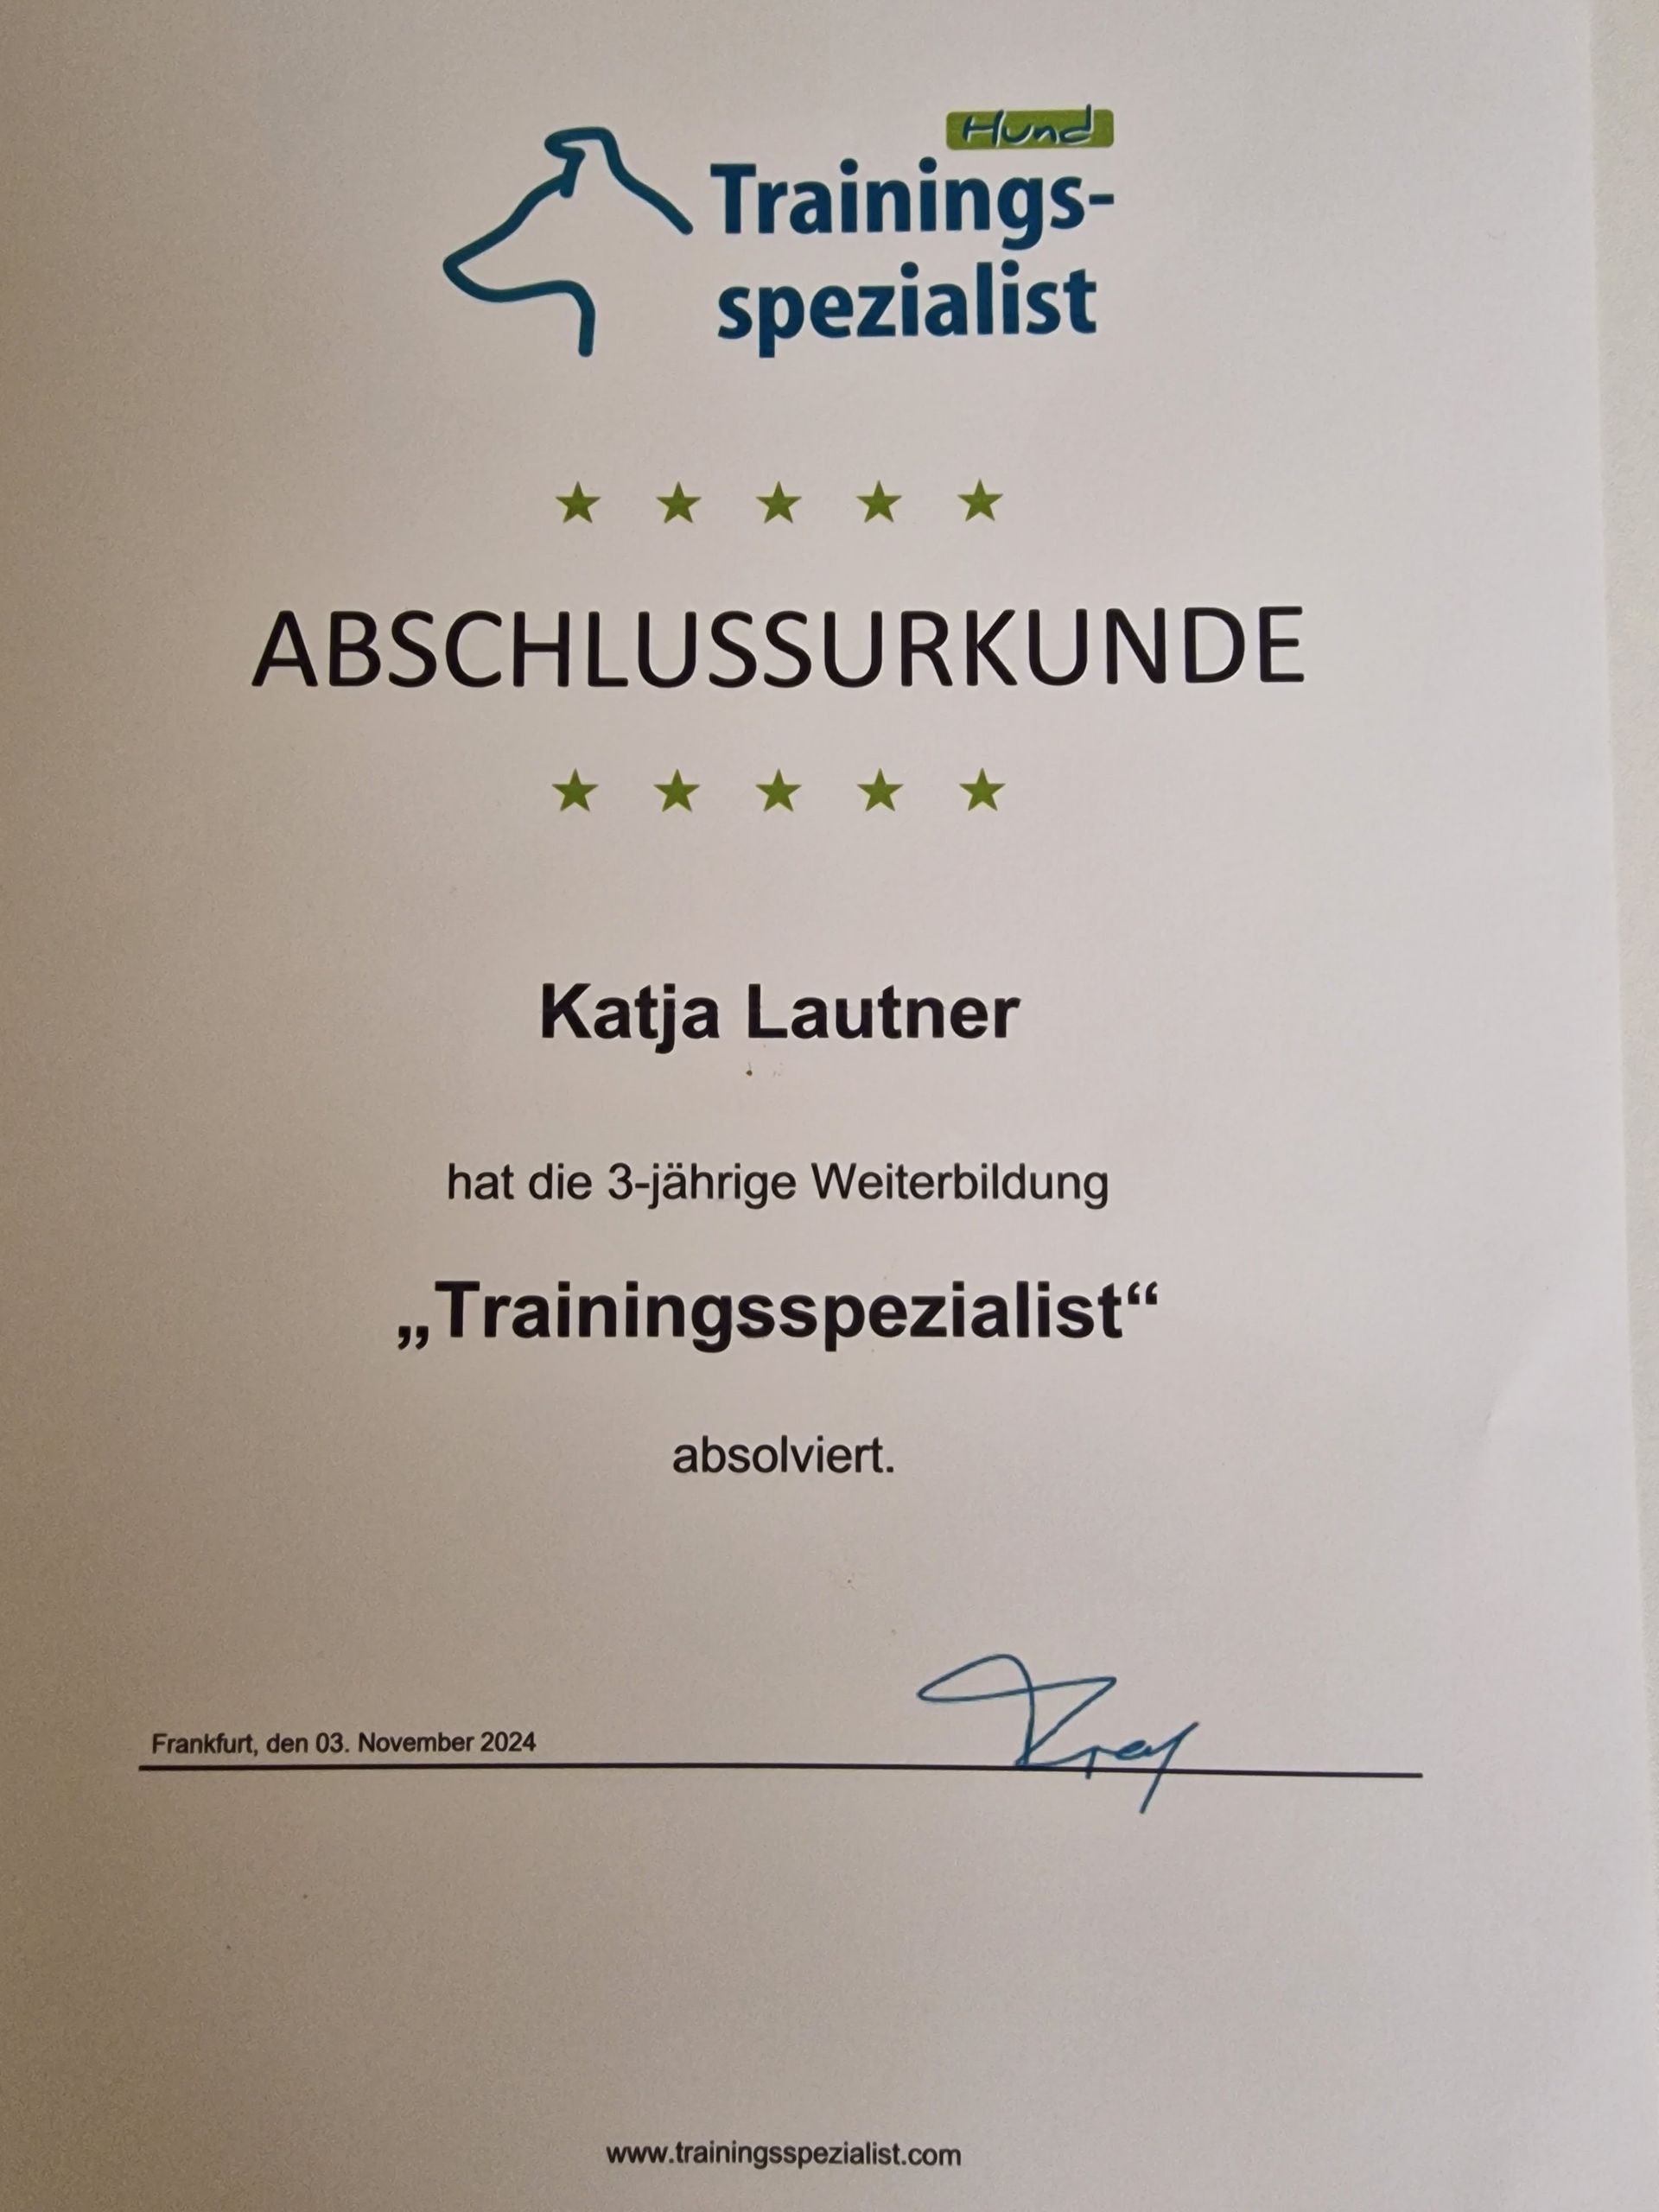 Hund
Trainings-
spezialist
ABSCHLUSSURKUNDE
Katja Lautner
hat die 3-jährige Weiterbildung
„Trainingsspezialist“
absolviert.
Frankfurt, den 03. November 2024
www.trainingsspezialist.com